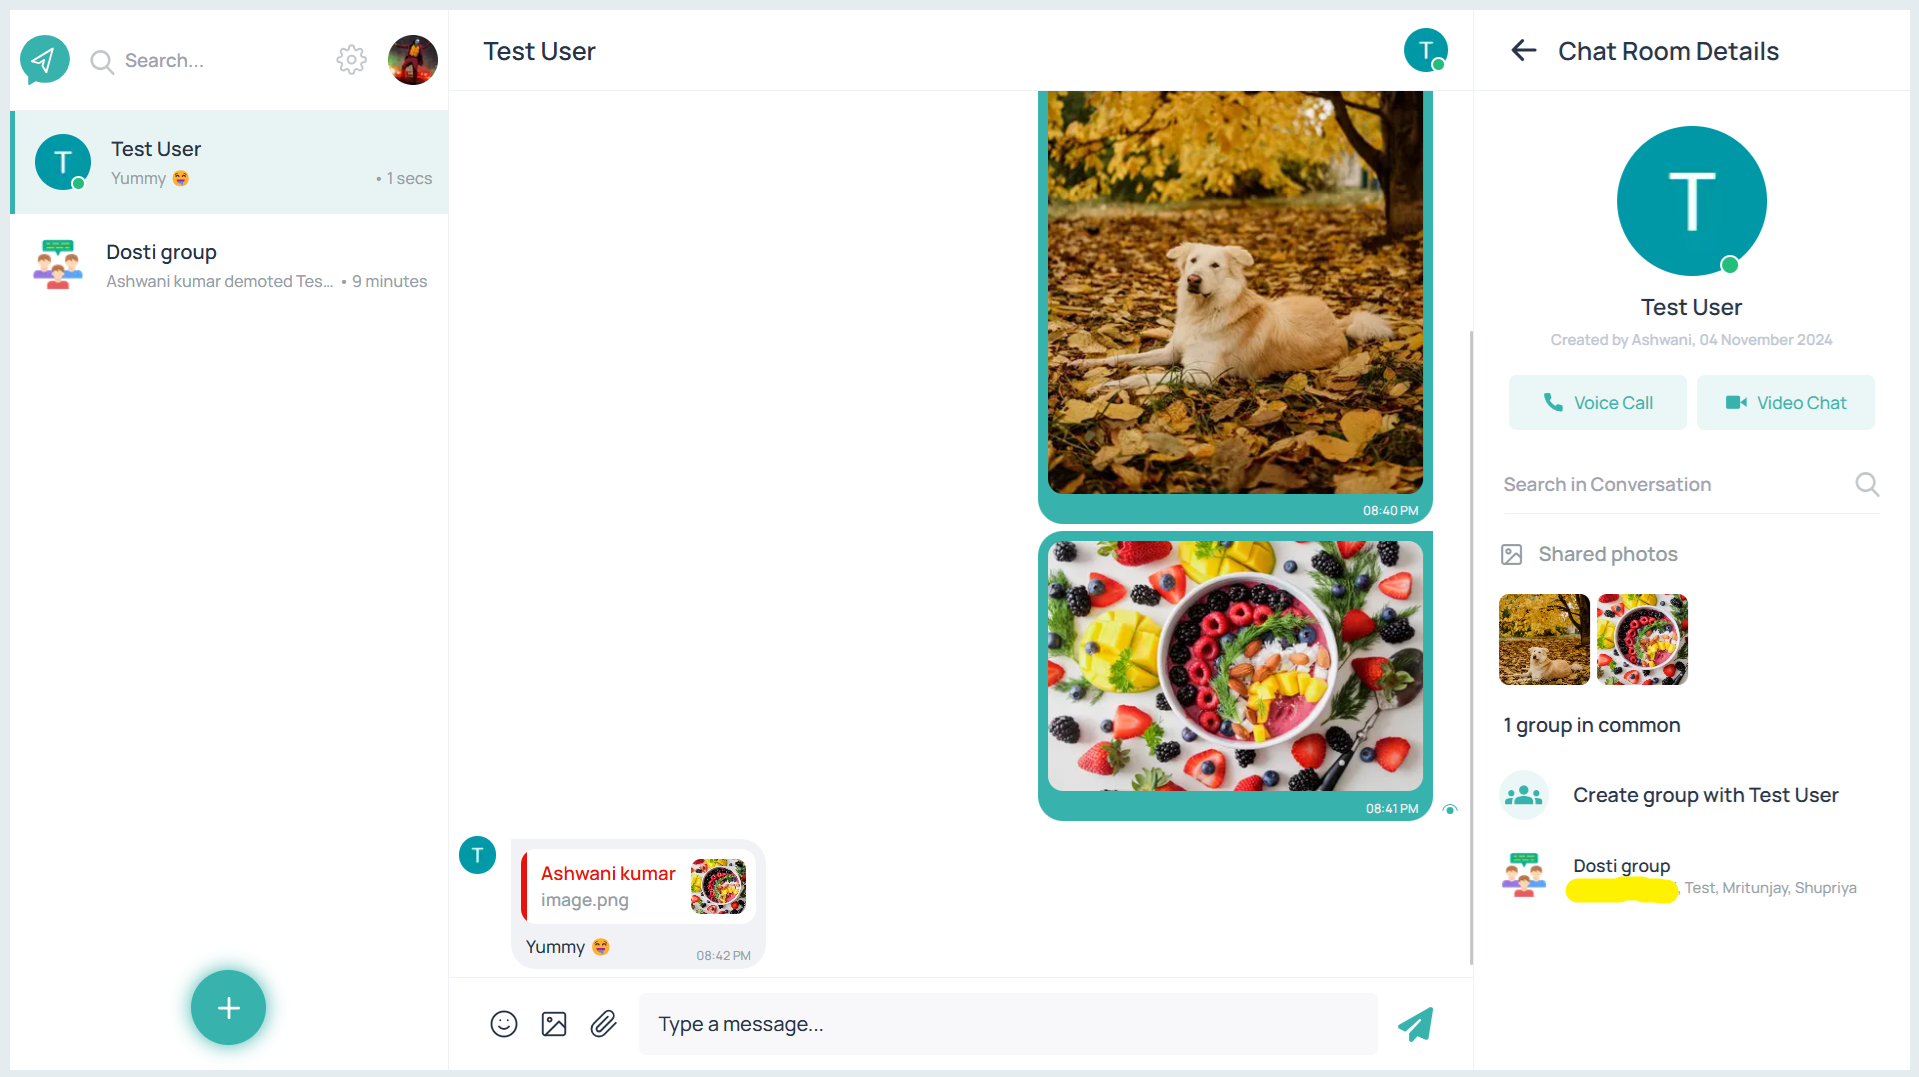 Search...
T
Test User
Yummy 😝
• 1 secs
Dosti group
Ashwani kumar demoted Tes... • 9 minutes
Test User
T
08:40 PM
08:41 PM
T
Ashwani kumar
image.png
Yummy 😝
08:42 PM
Type a message...
Chat Room Details
T
Test User
Created by Ashwani, 04 November 2024
Voice Call
Video Chat
Search in Conversation
Shared photos
1 group in common
Create group with Test User
Dosti group
, Test, Mritunjay, Shupriya